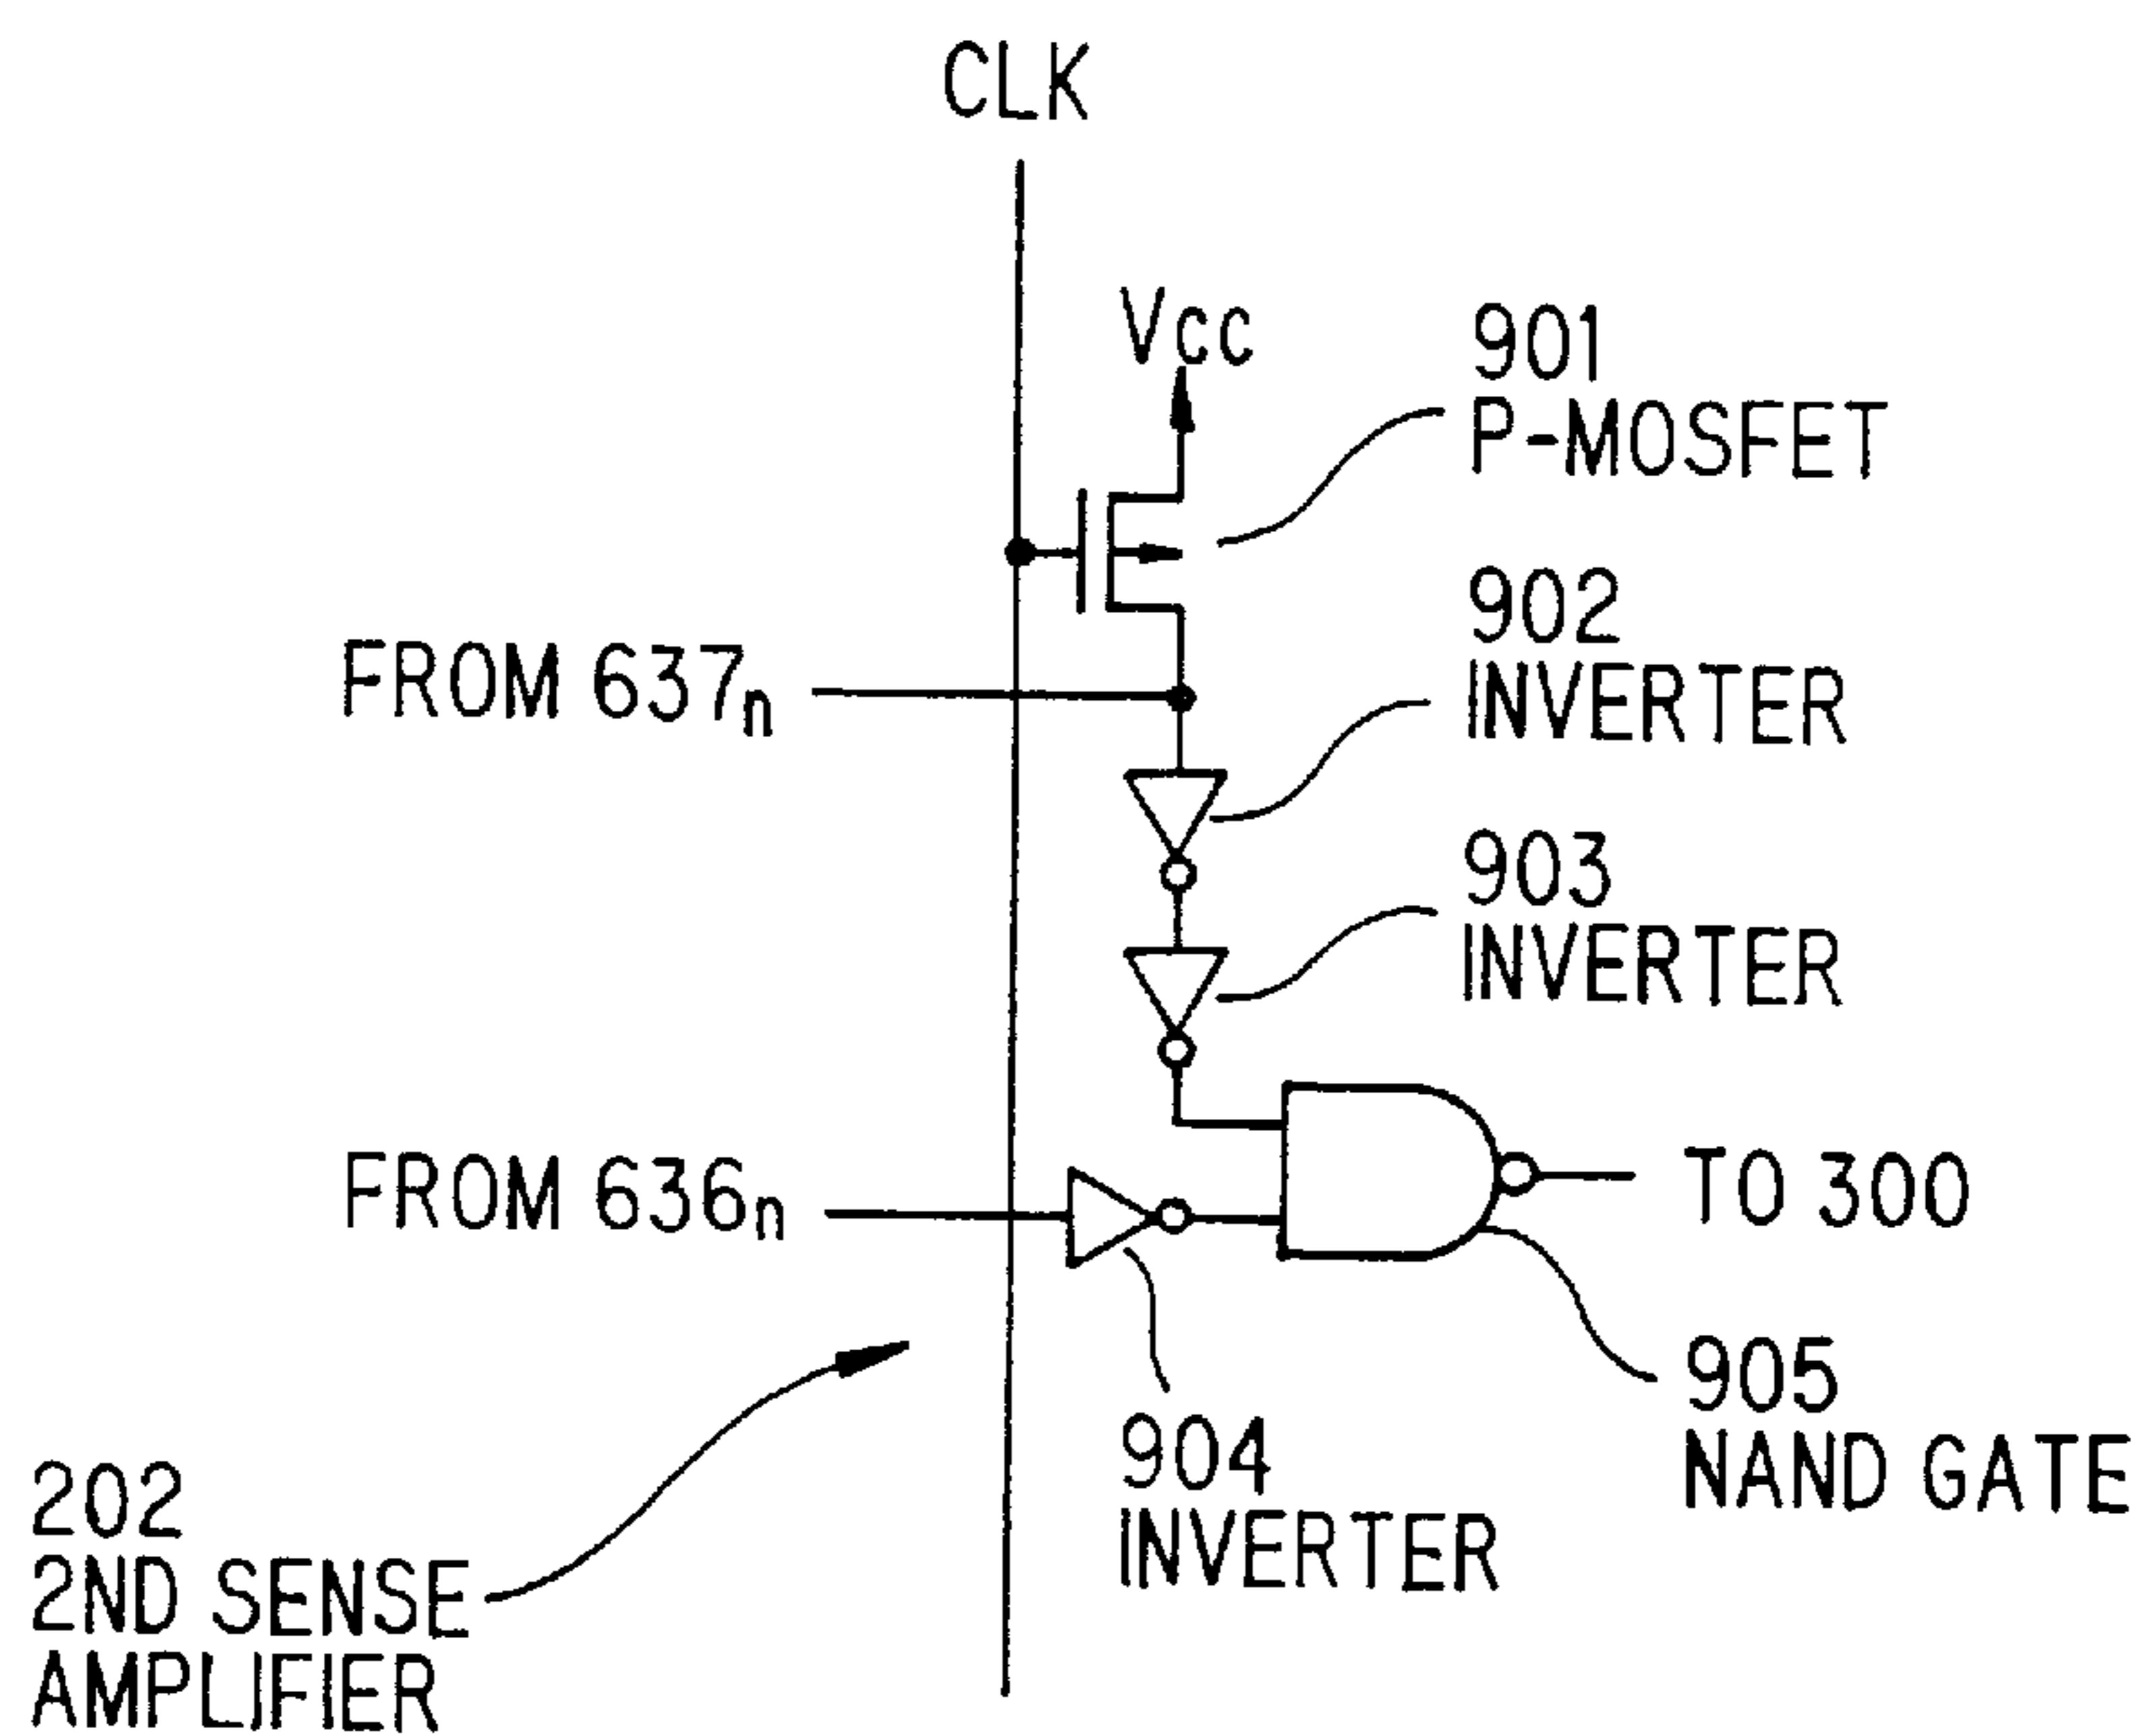 CLK
Vcc
901
P-MOSFET
902
INVERTER
FROM 637n
903
INVERTER
FROM 636n
TO 300
905
NAND GATE
904
INVERTER
202
2ND SENSE
AMPLIFIER